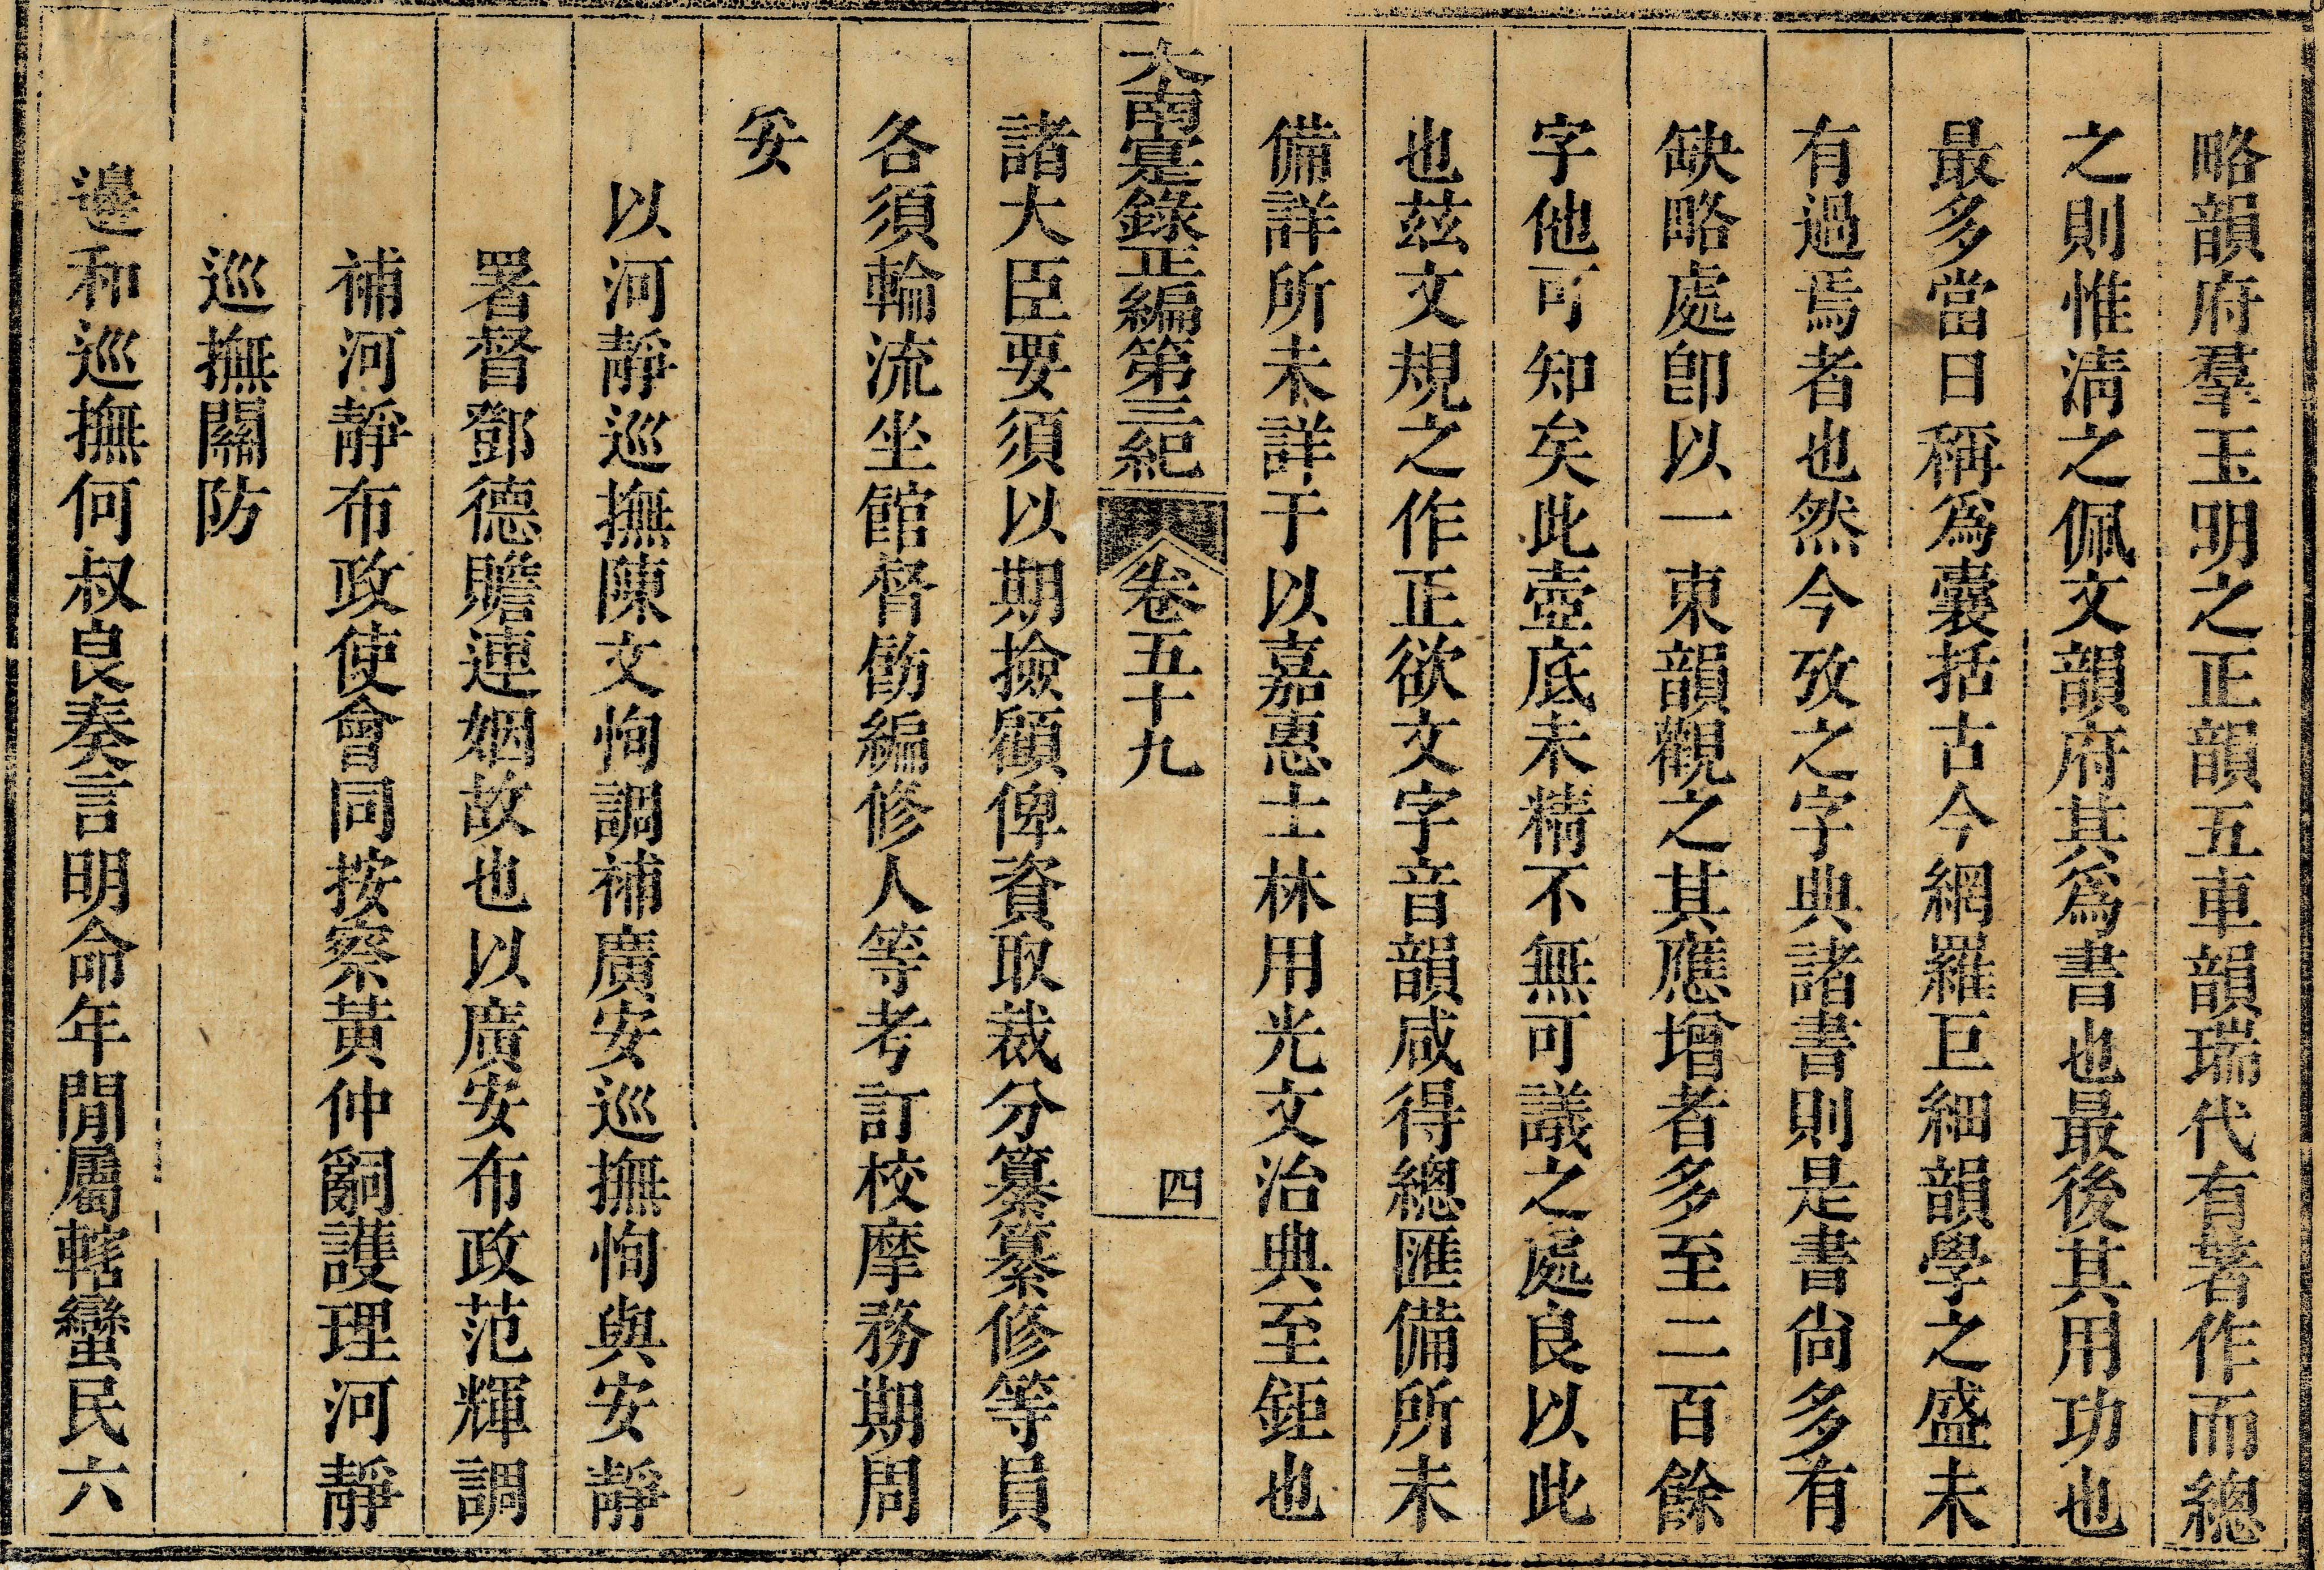 略韻府羣玉明之正韻五車韻瑞代有著作而總
之則惟清之佩文韻府其爲書也最後其用功也
最多當日稱爲囊括古今網羅巨細韻學之盛未
有過焉者也然今攷之字典諸書則是書尙多有
缺略處卽以一東韻觀之其應增者多至二百餘
字他可知矣此壼底未精不無可議之處良以此
也茲文規之作正欲文字音韻咸得總匯備所未
備詳所未詳于以嘉惠士林用光文治典至鉅也
大南寔錄正編第三紀 卷五十九 四
諸大臣要須以期撿顧俾資取裁分纂纂修等員
各須輪流坐館督飭編修人等考訂校摩務期周
妥
以河靜巡撫陳文恂調補廣安巡撫恂與安靜
署督鄧德贍連姻故也以廣安布政范輝調
補河靜布政使會同按察黃仲嗣護理河靜
巡撫關防
邊和巡撫何叔良奏言明命年閒屬轄蠻民六